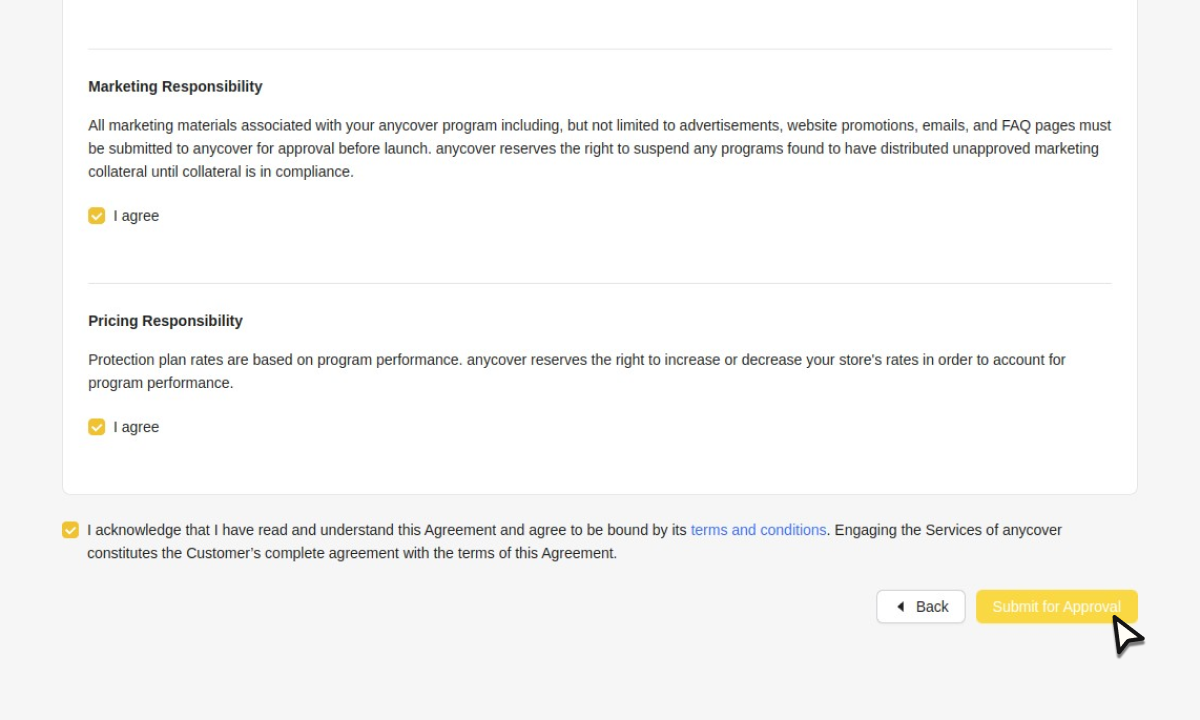 Marketing Responsibility
All marketing materials associated with your anycover program including, but not limited to advertisements, website promotions, emails, and FAQ pages must
be submitted to anycover for approval before launch. anycover reserves the right to suspend any programs found to have distributed unapproved marketing
collateral until collateral is in compliance.
I agree
Pricing Responsibility
Protection plan rates are based on program performance. anycover reserves the right to increase or decrease your store's rates in order to account for
program performance.
I agree
I acknowledge that I have read and understand this Agreement and agree to be bound by its terms and conditions. Engaging the Services of anycover
constitutes the Customer’s complete agreement with the terms of this Agreement.
Back
Submit for Approval